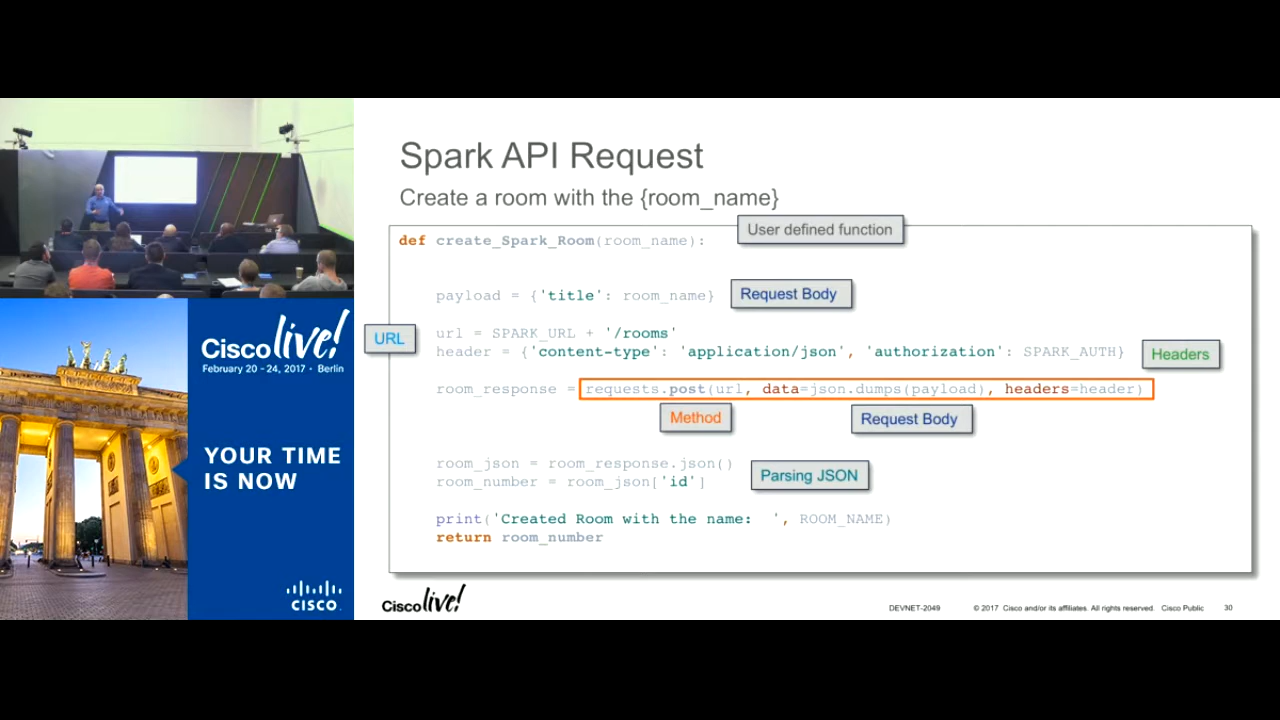 Spark API Request
Create a room with the {room_name}
User defined function
def create_Spark_Room(room_name):
payload = {'title': room_name}
Request Body
URL
url = SPARK_URL + '/rooms'
header = {'content-type': 'application/json', 'authorization': SPARK_AUTH}
Headers
room_response = requests.post(url, data=json.dumps(payload), headers=header)
Method
Request Body
room_json = room_response.json()
room_number = room_json['id']
Parsing JSON
print('Created Room with the name:  ', ROOM_NAME)
return room_number
Cisco live!
DEVNET-2049
© 2017 Cisco and/or its affiliates. All rights reserved. Cisco Public
30
Cisco live!
February 20 - 24, 2017 • Berlin
YOUR TIME
IS NOW
CISCO.